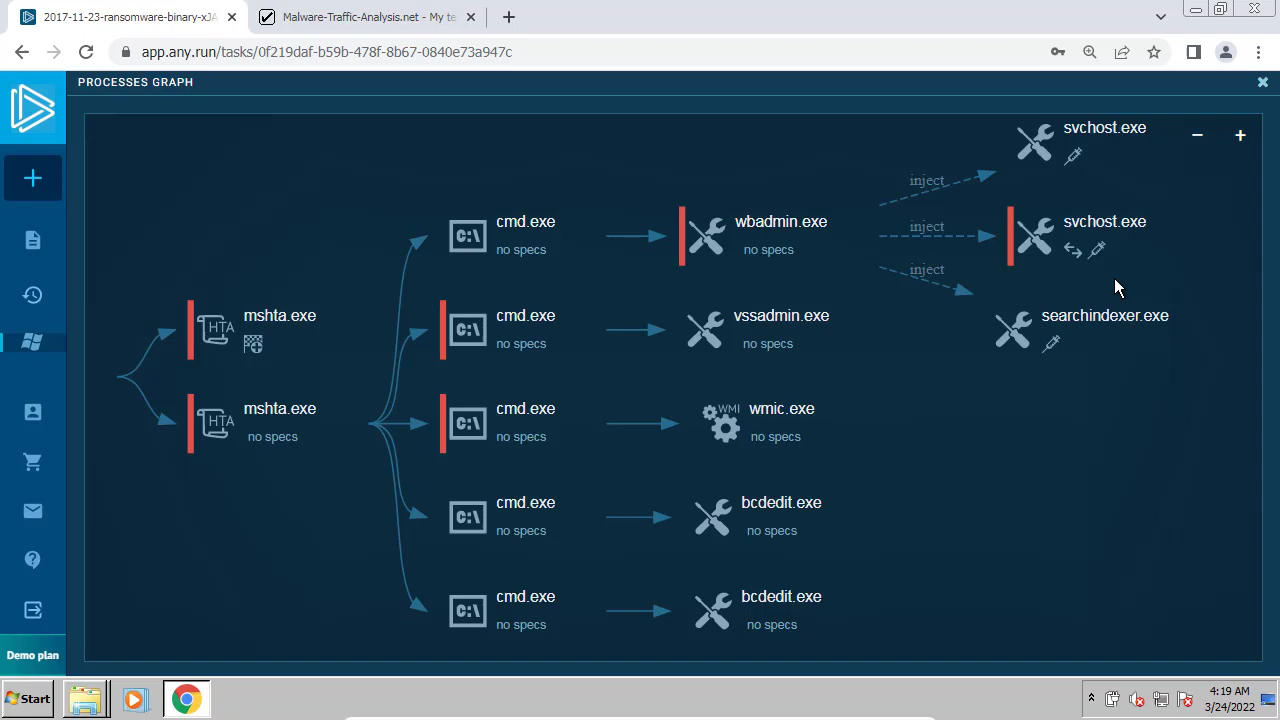 2017-11-23-ransomware-binary-xJA
Malware-Traffic-Analysis.net - My te
app.any.run/tasks/0f219daf-b59b-478f-8b67-0840e73a947c
PROCESSES GRAPH
svchost.exe
inject
cmd.exe
no specs
wbadmin.exe
no specs
inject
svchost.exe
inject
mshta.exe
cmd.exe
no specs
vssadmin.exe
no specs
searchindexer.exe
mshta.exe
no specs
cmd.exe
no specs
WMI
wmic.exe
no specs
cmd.exe
no specs
bcdedit.exe
no specs
cmd.exe
no specs
bcdedit.exe
no specs
HTA
HTA
C:\
C:\
C:\
C:\
C:\
Demo plan
Start
4:19 AM
3/24/2022